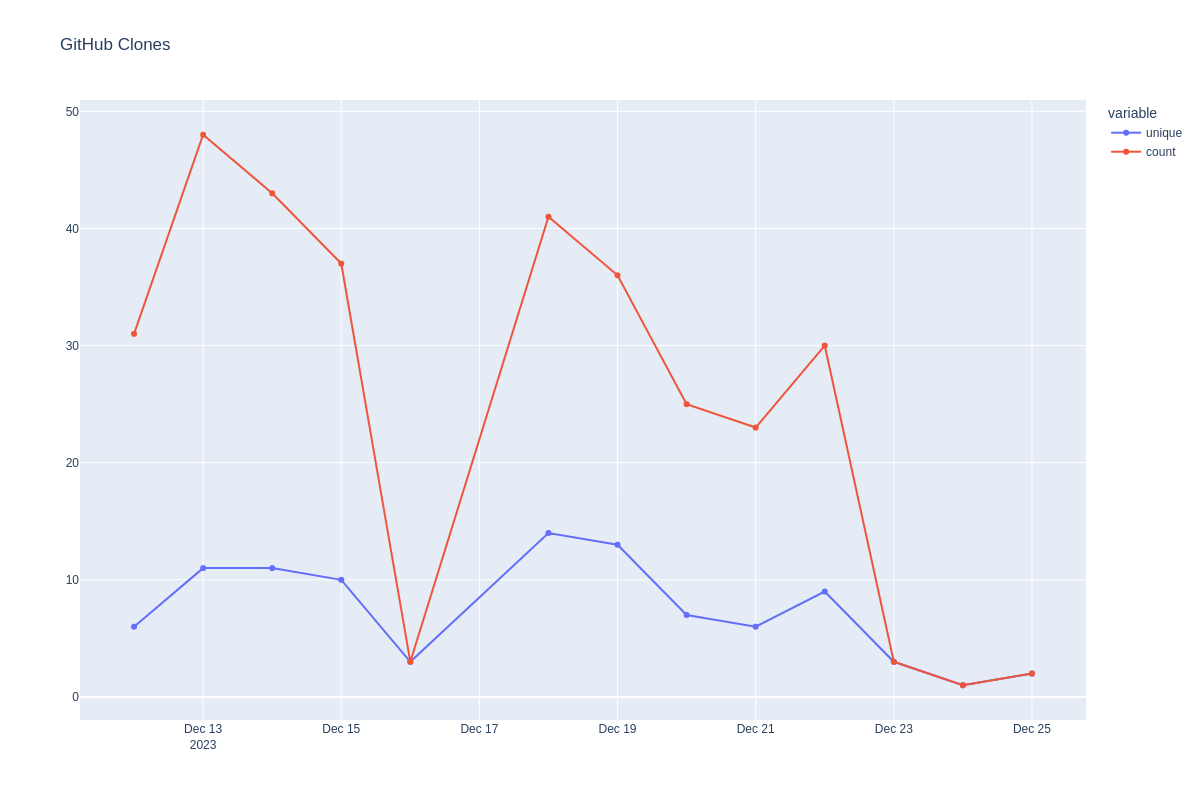 GitHub Clones
variable
unique
count
50
40
30
20
10
0
Dec 13
2023
Dec 15
Dec 17
Dec 19
Dec 21
Dec 23
Dec 25